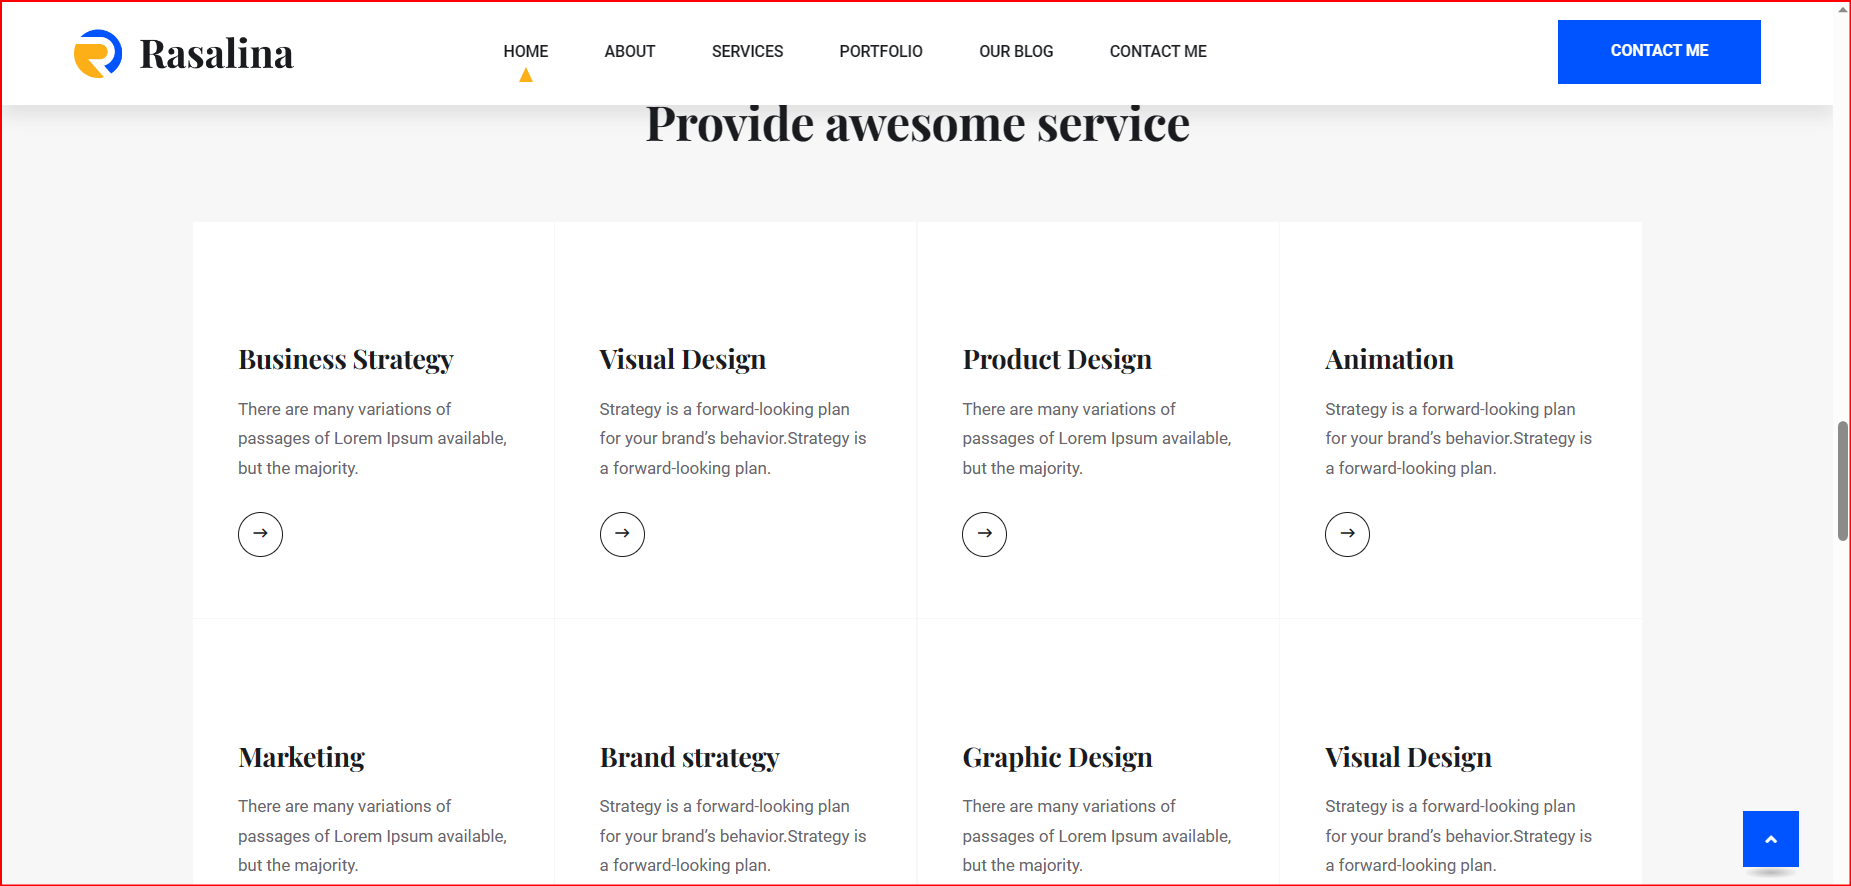 Rasalina
HOME ABOUT SERVICES PORTFOLIO OUR BLOG CONTACT ME
CONTACT ME
Provide awesome service
Business Strategy
There are many variations of
passages of Lorem Ipsum available,
but the majority.
Visual Design
Strategy is a forward-looking plan
for your brand’s behavior.Strategy is
a forward-looking plan.
Product Design
There are many variations of
passages of Lorem Ipsum available,
but the majority.
Animation
Strategy is a forward-looking plan
for your brand’s behavior.Strategy is
a forward-looking plan.
Marketing
There are many variations of
passages of Lorem Ipsum available,
but the majority.
Brand strategy
Strategy is a forward-looking plan
for your brand’s behavior.Strategy is
a forward-looking plan.
Graphic Design
There are many variations of
passages of Lorem Ipsum available,
but the majority.
Visual Design
Strategy is a forward-looking plan
for your brand’s behavior.Strategy is
a forward-looking plan.